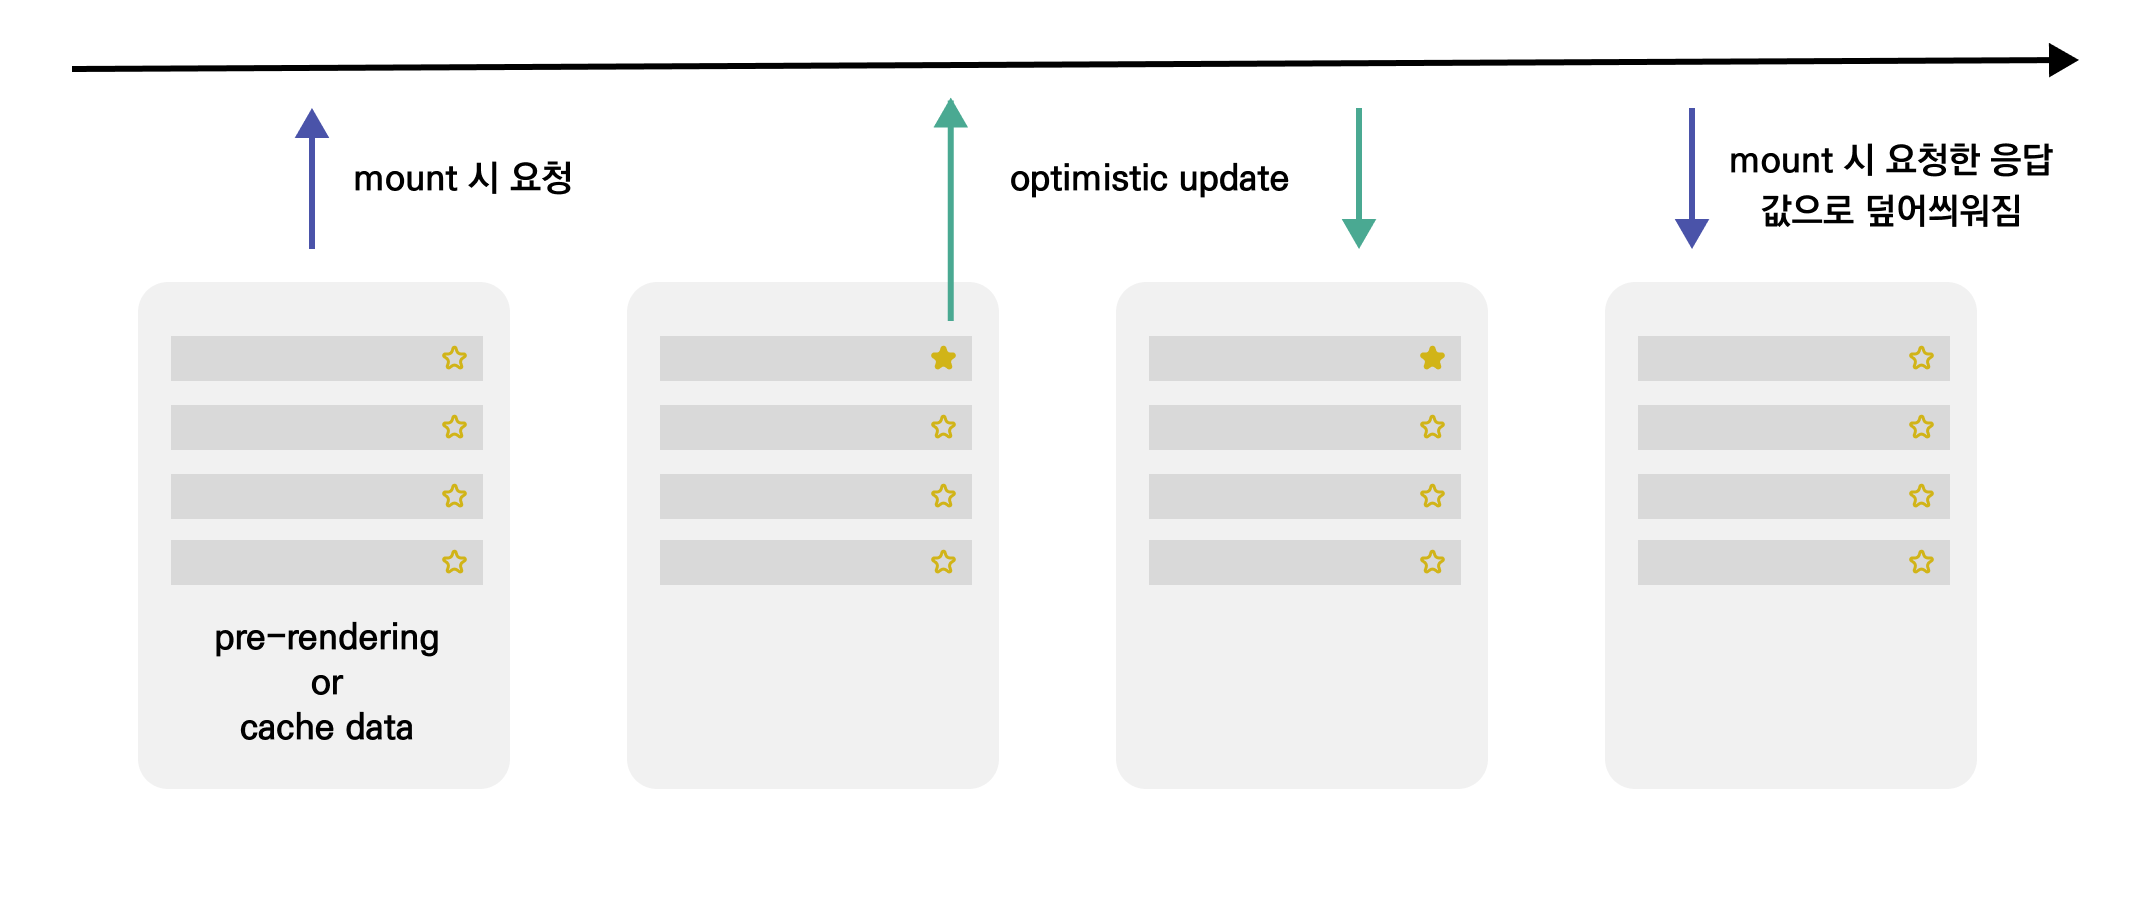 mount 시 요청
optimistic update
mount 시 요청한 응답
값으로 덮어씌워짐
pre-rendering
or
cache data